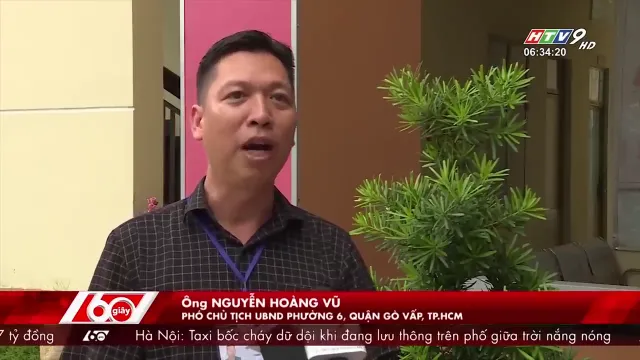 HTV9 HD
06:34:20
60 giây
Ông NGUYỄN HOÀNG VŨ
PHÓ CHỦ TỊCH UBND PHƯỜNG 6, QUẬN GÒ VẤP, TP.HCM
7 tỷ đồng 60 Hà Nội: Taxi bốc cháy dữ dội khi đang lưu thông trên phố giữa trời nắng nóng